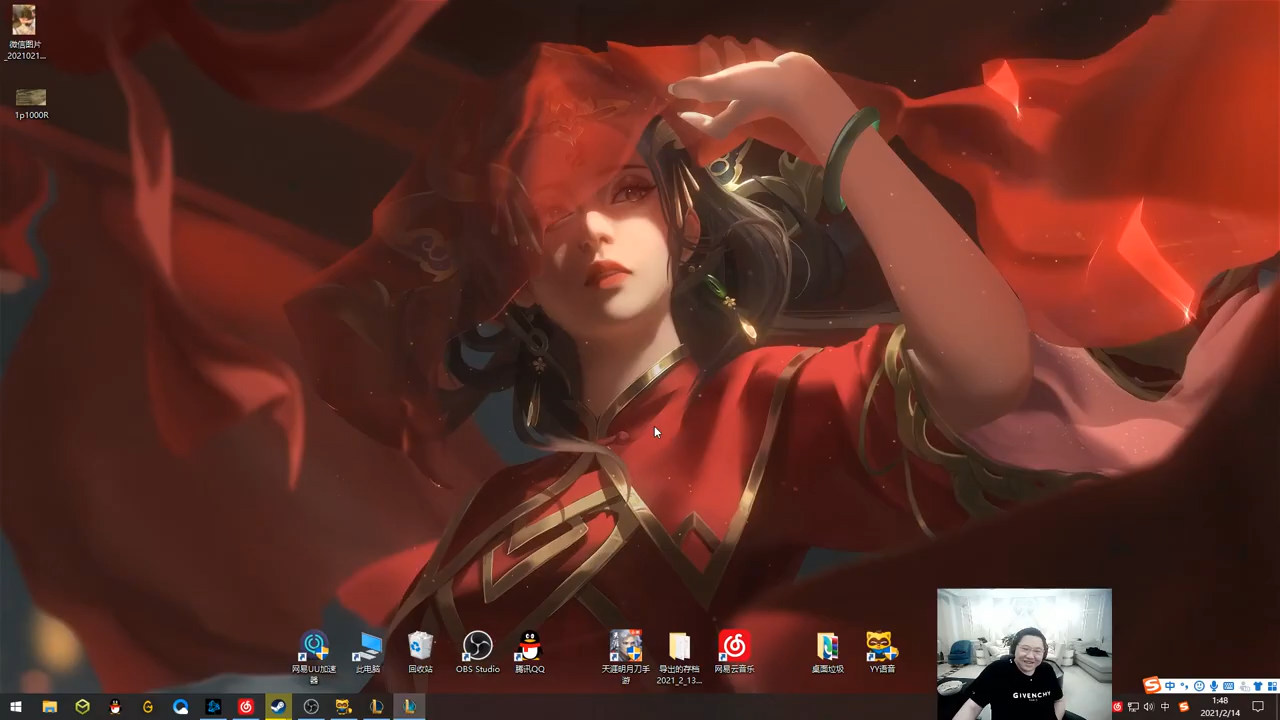 微信图片
_2021021...
1p1000R
网易UU加速
器
此电脑
回收站
OBS Studio
腾讯QQ
天涯明月刀手
游
导出的存档
2021_2_13...
网易云音乐
桌面垃圾
YY语音
GIVENCHY
中
中
1:48
2021/2/14